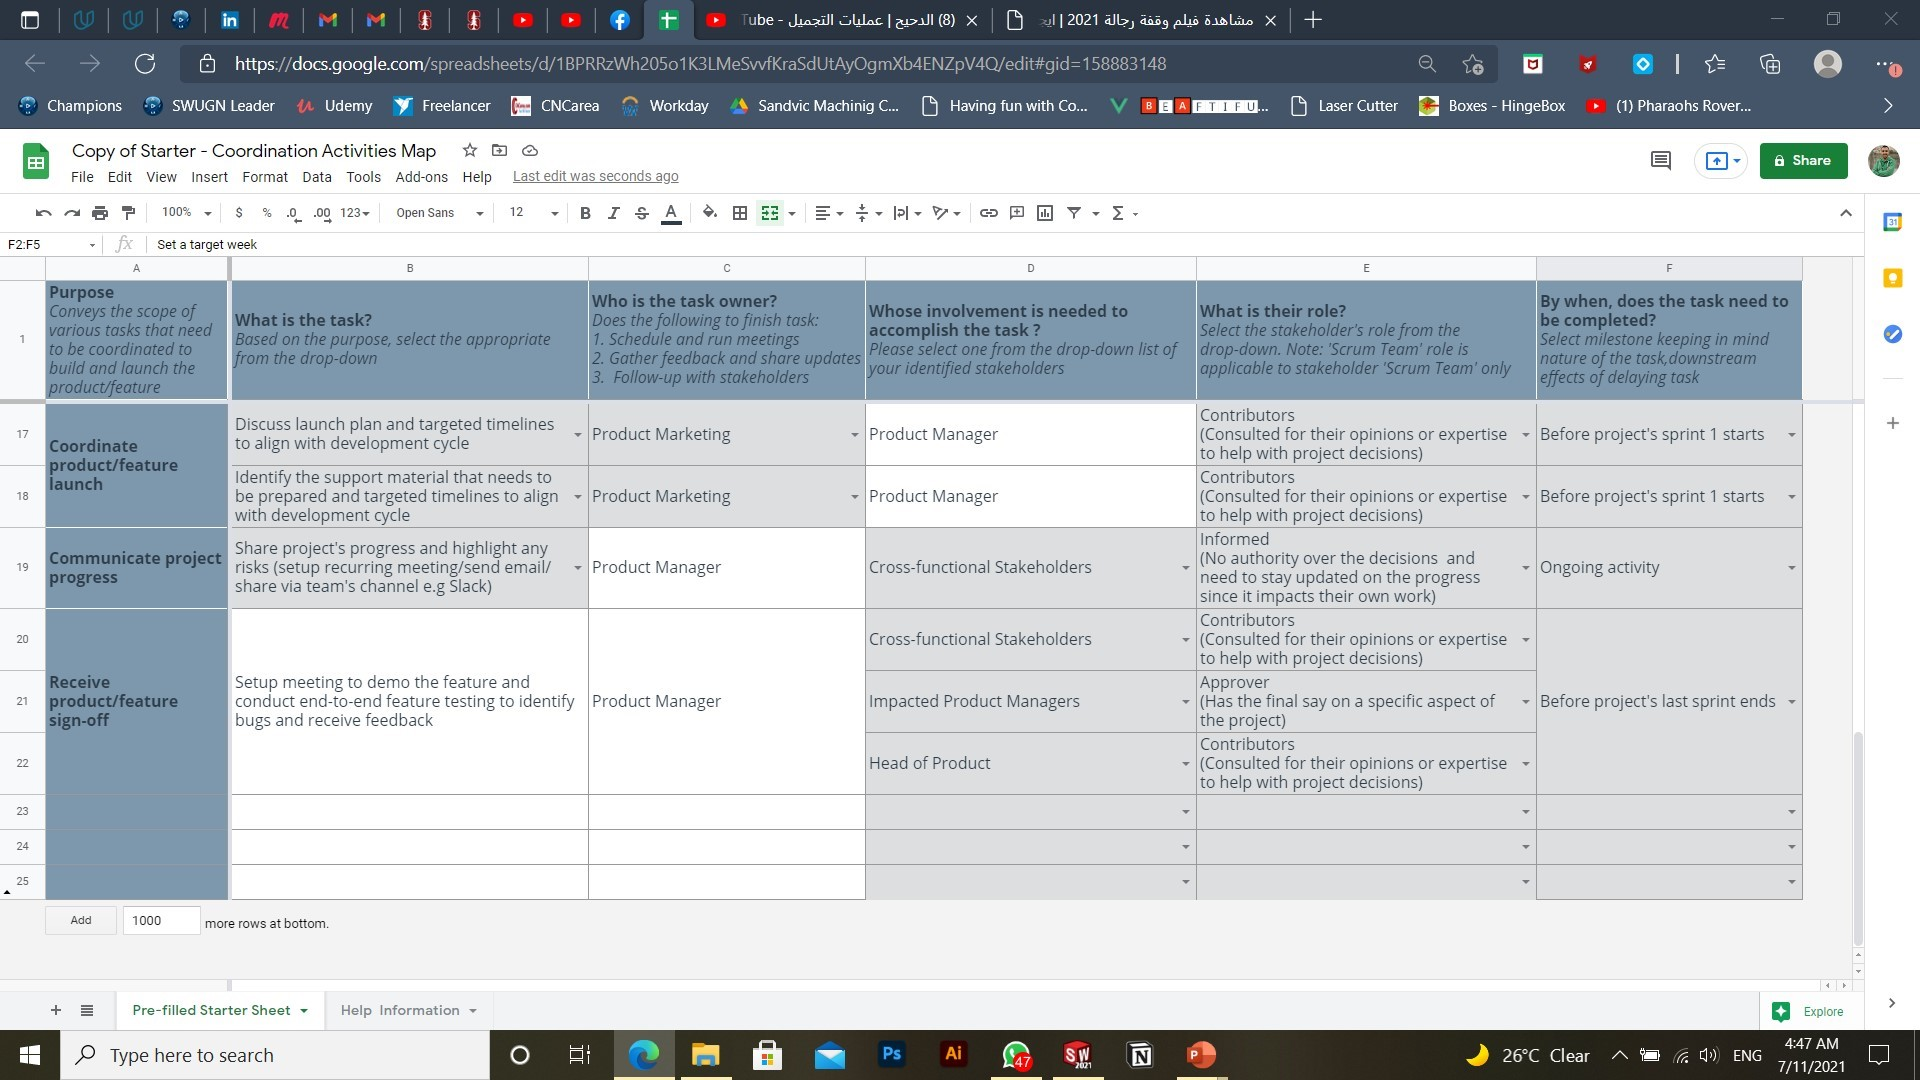 (8) الدحيح | عمليات التجميل - Tube
مشاهدة فيلم وقفة رجالة 2021 | ايد
https://docs.google.com/spreadsheets/d/1BPRRzWh205o1K3LMeSvvfKraSdUtAyOgmXb4ENZpV4Q/edit#gid=158883148
Champions SWUGN Leader Udemy Freelancer CNCarea Workday Sandvic Machinig C... Having fun with Co... BEAFTIFU... Laser Cutter Boxes - HingeBox (1) Pharaohs Rover...
Copy of Starter - Coordination Activities Map
Share
File Edit View Insert Format Data Tools Add-ons Help Last edit was seconds ago
100% $ % .0 .00 123 Open Sans 12 B I S A
F2:F5 fx Set a target week
A B C D E F
1
Purpose
Conveys the scope of
various tasks that need
to be coordinated to
build and launch the
product/feature
What is the task?
Based on the purpose, select the appropriate
from the drop-down
Who is the task owner?
Does the following to finish task:
1. Schedule and run meetings
2. Gather feedback and share updates
3. Follow-up with stakeholders
Whose involvement is needed to
accomplish the task ?
Please select one from the drop-down list of
your identified stakeholders
What is their role?
Select the stakeholder's role from the
drop-down. Note: 'Scrum Team' role is
applicable to stakeholder 'Scrum Team' only
By when, does the task need to
be completed?
Select milestone keeping in mind
nature of the task,downstream
effects of delaying task
17
Coordinate
product/feature
launch
Discuss launch plan and targeted timelines
to align with development cycle
Product Marketing
Product Manager
Contributors
(Consulted for their opinions or expertise
to help with project decisions)
Before project's sprint 1 starts
18
Identify the support material that needs to
be prepared and targeted timelines to align
with development cycle
Product Marketing
Product Manager
Contributors
(Consulted for their opinions or expertise
to help with project decisions)
Before project's sprint 1 starts
19
Communicate project
progress
Share project's progress and highlight any
risks (setup recurring meeting/send email/
share via team's channel e.g Slack)
Product Manager
Cross-functional Stakeholders
Informed
(No authority over the decisions and
need to stay updated on the progress
since it impacts their own work)
Ongoing activity
20
Receive
product/feature
sign-off
Setup meeting to demo the feature and
conduct end-to-end feature testing to identify
bugs and receive feedback
Product Manager
Cross-functional Stakeholders
Contributors
(Consulted for their opinions or expertise
to help with project decisions)
21
Impacted Product Managers
Approver
(Has the final say on a specific aspect of
the project)
Before project's last sprint ends
22
Head of Product
Contributors
(Consulted for their opinions or expertise
to help with project decisions)
23
24
25
Add 1000 more rows at bottom.
Pre-filled Starter Sheet Help Information
Explore
Type here to search
Ps Ai 47 SW 2021 N P
26°C Clear
ENG
4:47 AM
7/11/2021